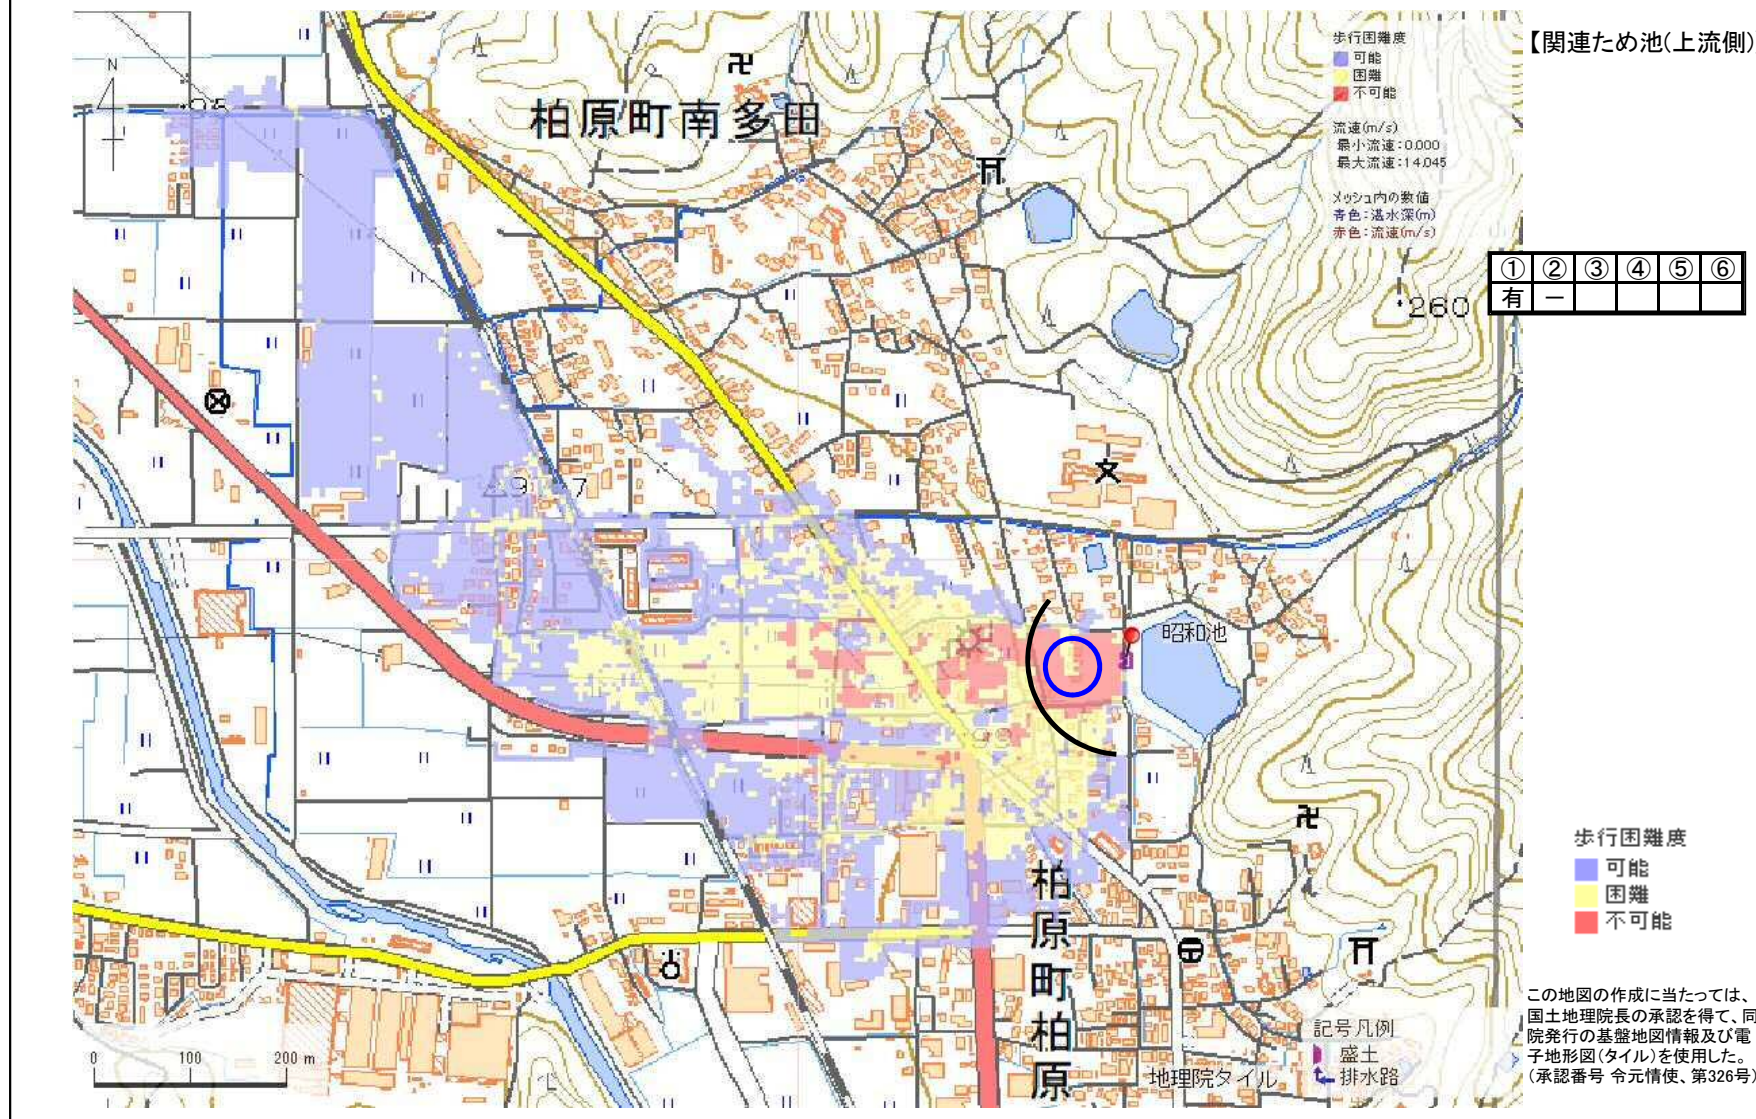 歩行困難度
可能
困難
不可能
流速(m/s)
最小流速:0.000
最大流速:14.045
メッシュ内の数値
青色:湛水深(m)
赤色:流速(m/s)
【関連ため池(上流側)
① ② ③ ④ ⑤ ⑥
有 －
N
柏原町南多田
260
昭和池
柏原町柏原
歩行困難度
可能
困難
不可能
この地図の作成に当たっては、
国土地理院長の承認を得て、同
院発行の基盤地図情報及び電
子地形図(タイル)を使用した。
(承認番号 令元情使、第326号)
記号凡例
盛土
排水路
地理院タイル
0 100 200 m